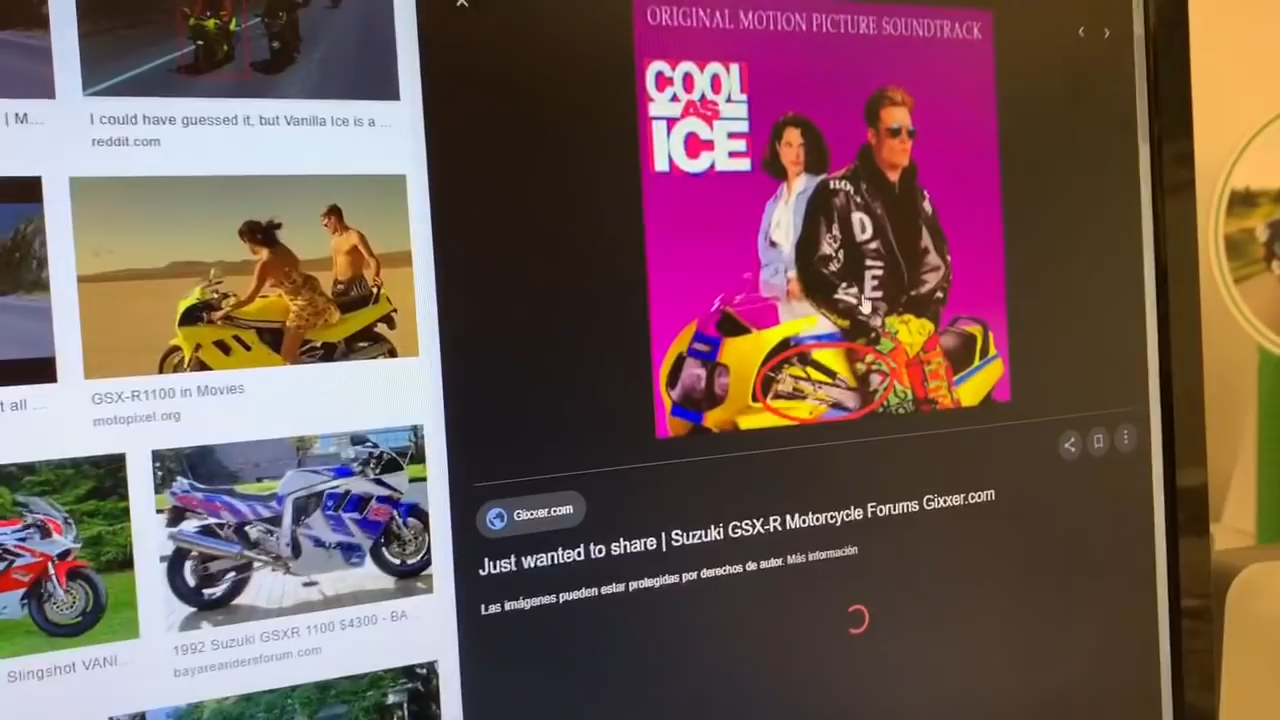 | M...
I could have guessed it, but Vanilla Ice is a ...
reddit.com
t all ...
GSX-R1100 in Movies
motopixel.org
Slingshot VANI...
1992 Suzuki GSXR 1100 $4300 - BA
bayarearidersforum.com
ORIGINAL MOTION PICTURE SOUNDTRACK
COOL
AS
ICE
D
E
Gixxer.com
Just wanted to share | Suzuki GSX-R Motorcycle Forums Gixxer.com
Las imágenes pueden estar protegidas por derechos de autor. Más información